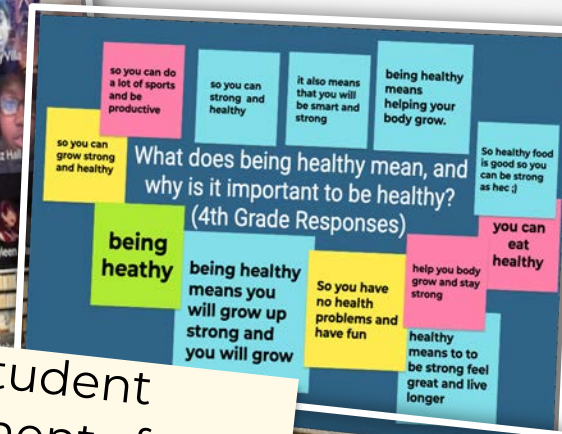 so you can do
a lot of sports
and be
productive
so you can
strong and
healthy
it also means
that you will
be smart and
strong
being healthy
means
helping your
body grow.
so you can
grow strong
and healthy
What does being healthy mean, and
why is it important to be healthy?
(4th Grade Responses)
So healthy food
is good so you
can be strong
as hec ;)
being
heathy
being healthy
means you
will grow up
strong and
you will grow
So you have
no health
problems and
have fun
help you body
grow and stay
strong
you can
eat
healthy
healthy
means to to
be strong feel
great and live
longer
tudent